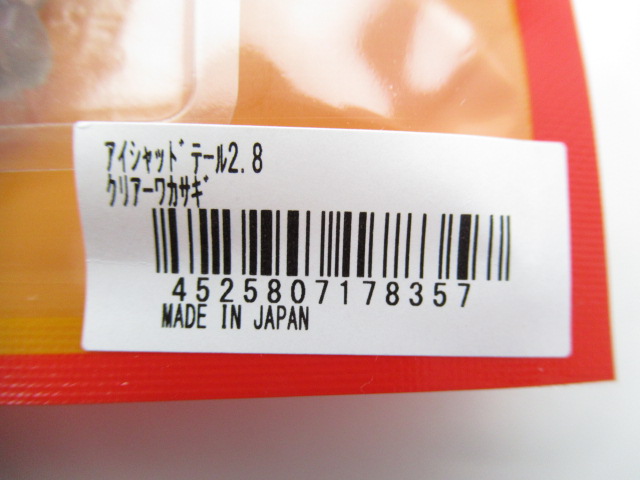 ｱｲｼｬｯﾄﾞﾃｰﾙ2.8
ｸﾘｱｰﾜｶｻｷﾞ
4525807178357
MADE IN JAPAN